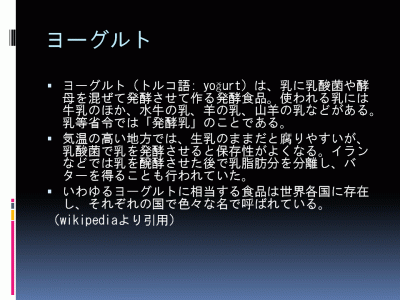 ヨーグルト
▪ ヨーグルト（トルコ語: yoğurt）は、乳に乳酸菌や酵
母を混ぜて発酵させて作る発酵食品。使われる乳には
牛乳のほか、水牛の乳、羊の乳、山羊の乳などがある。
乳等省令では「発酵乳」のことである。
▪ 気温の高い地方では、生乳のままだと腐りやすいが、
乳酸菌で乳を発酵させると保存性がよくなる。イラン
などでは乳を醗酵させた後で乳脂肪分を分離し、バ
ターを得ることも行われていた。
▪ いわゆるヨーグルトに相当する食品は世界各国に存在
し、それぞれの国で色々な名で呼ばれている。
（wikipediaより引用）